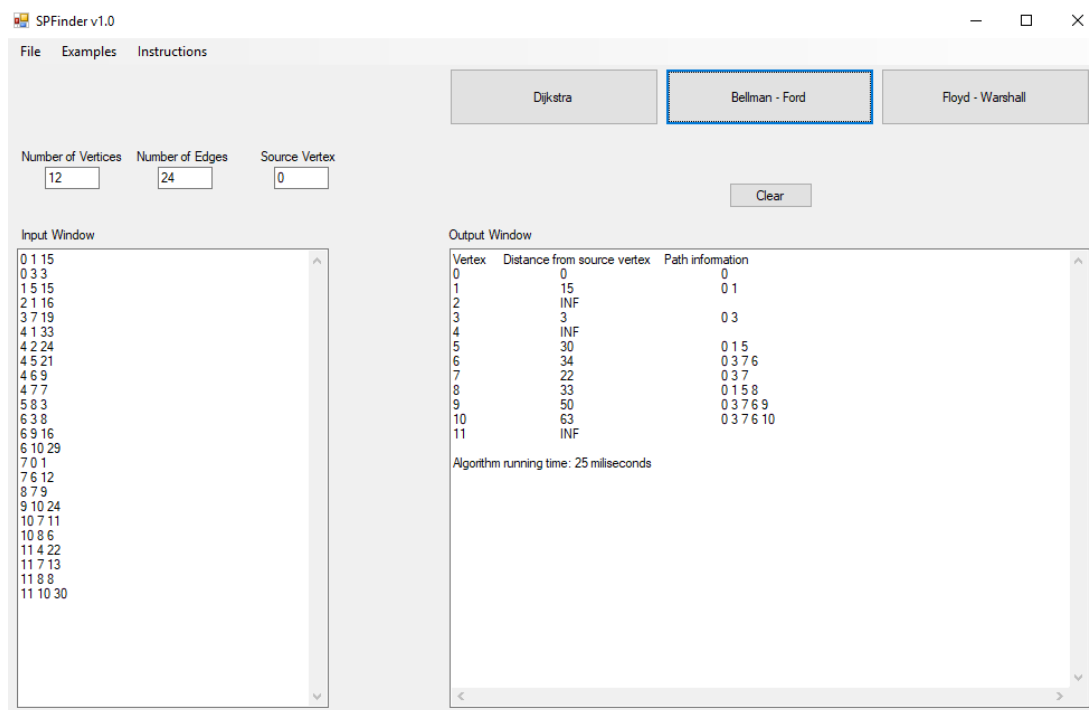 SPFinder v1.0
File Examples Instructions
Dijkstra Bellman - Ford Floyd - Warshall
Number of Vertices Number of Edges Source Vertex
12 24 0
Clear
Input Window
0 1 15
0 3 3
1 5 15
2 1 16
3 7 19
4 1 33
4 2 24
4 5 21
4 6 9
4 7 7
5 8 3
6 3 8
6 9 16
6 10 29
7 0 1
7 6 12
8 7 9
9 10 24
10 7 11
10 8 6
11 4 22
11 7 13
11 8 8
11 10 30
Output Window
Vertex Distance from source vertex Path information
0 0 0
1 15 0 1
2 INF
3 3 0 3
4 INF
5 30 0 1 5
6 34 0 3 7 6
7 22 0 3 7
8 33 0 1 5 8
9 50 0 3 7 6 9
10 63 0 3 7 6 10
11 INF
Algorithm running time: 25 miliseconds